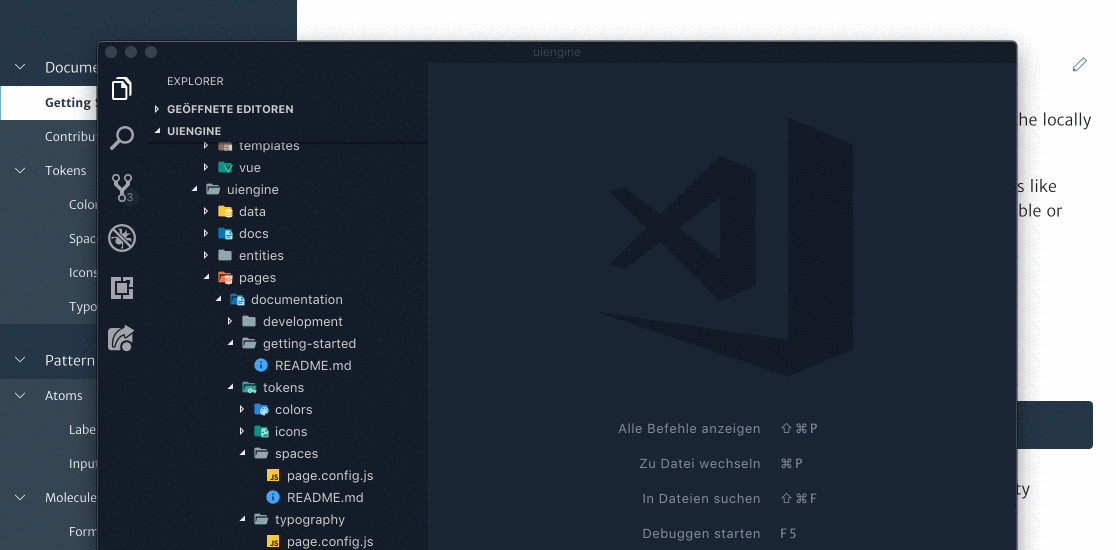 uiengine
Docume
Getting S
Contribut
Tokens
Color
Spac
Icons
Typo
Pattern
Atoms
Labe
Input
Molecule
Form
EXPLORER
GEÖFFNETE EDITOREN
UIENGINE
templates
vue
uiengine
data
docs
entities
pages
documentation
development
getting-started
README.md
tokens
colors
icons
spaces
page.config.js
README.md
typography
page.config.js
3
Alle Befehle anzeigen ⇧⌘P
Zu Datei wechseln ⌘P
In Dateien suchen ⇧⌘F
Debuggen starten F5
he locally
s like
ble or
ty